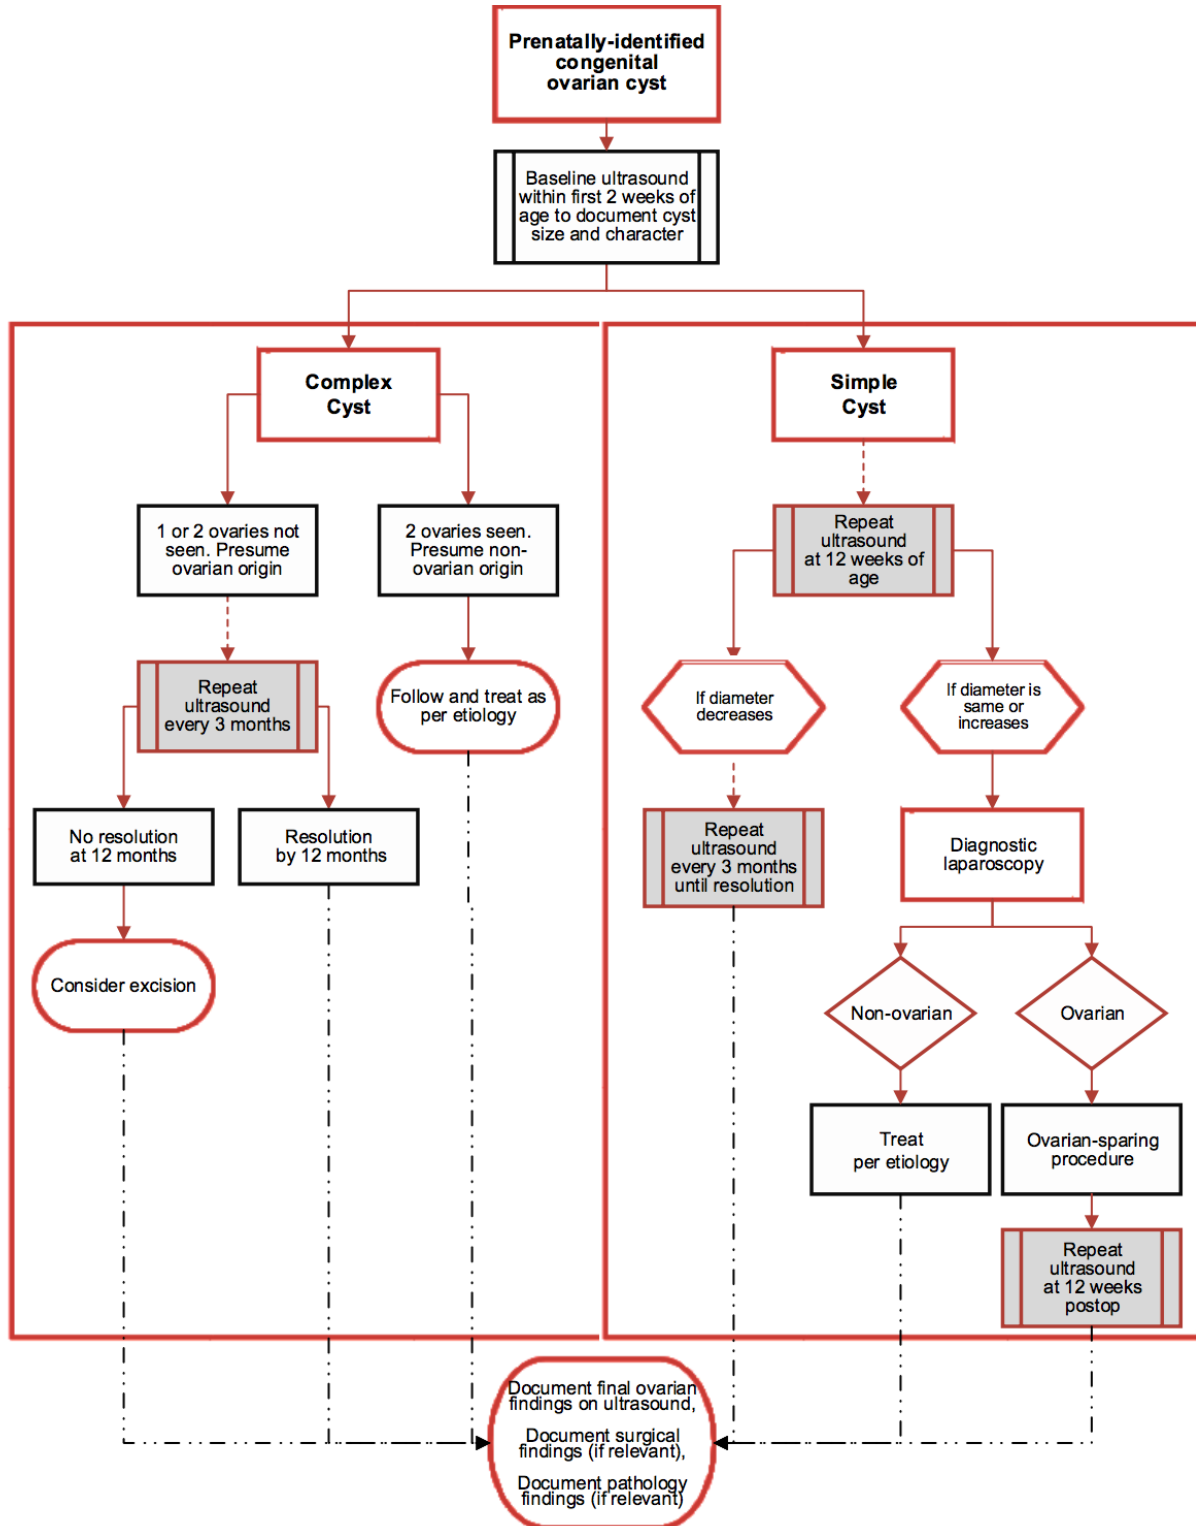 Prenatally-identified
congenital
ovarian cyst
Baseline ultrasound
within first 2 weeks of
age to document cyst
size and character
Complex
Cyst
1 or 2 ovaries not
seen. Presume
ovarian origin
2 ovaries seen.
Presume non-
ovarian origin
Repeat
ultrasound
every 3 months
Follow and treat as
per etiology
No resolution
at 12 months
Resolution
by 12 months
Consider excision
Simple
Cyst
Repeat
ultrasound
at 12 weeks of
age
If diameter
decreases
If diameter is
same or
increases
Repeat
ultrasound
every 3 months
until resolution
Diagnostic
laparoscopy
Non-ovarian
Ovarian
Treat
per etiology
Ovarian-sparing
procedure
Repeat
ultrasound
at 12 weeks
postop
Document final ovarian
findings on ultrasound,
Document surgical
findings (if relevant),
Document pathology
findings (if relevant)